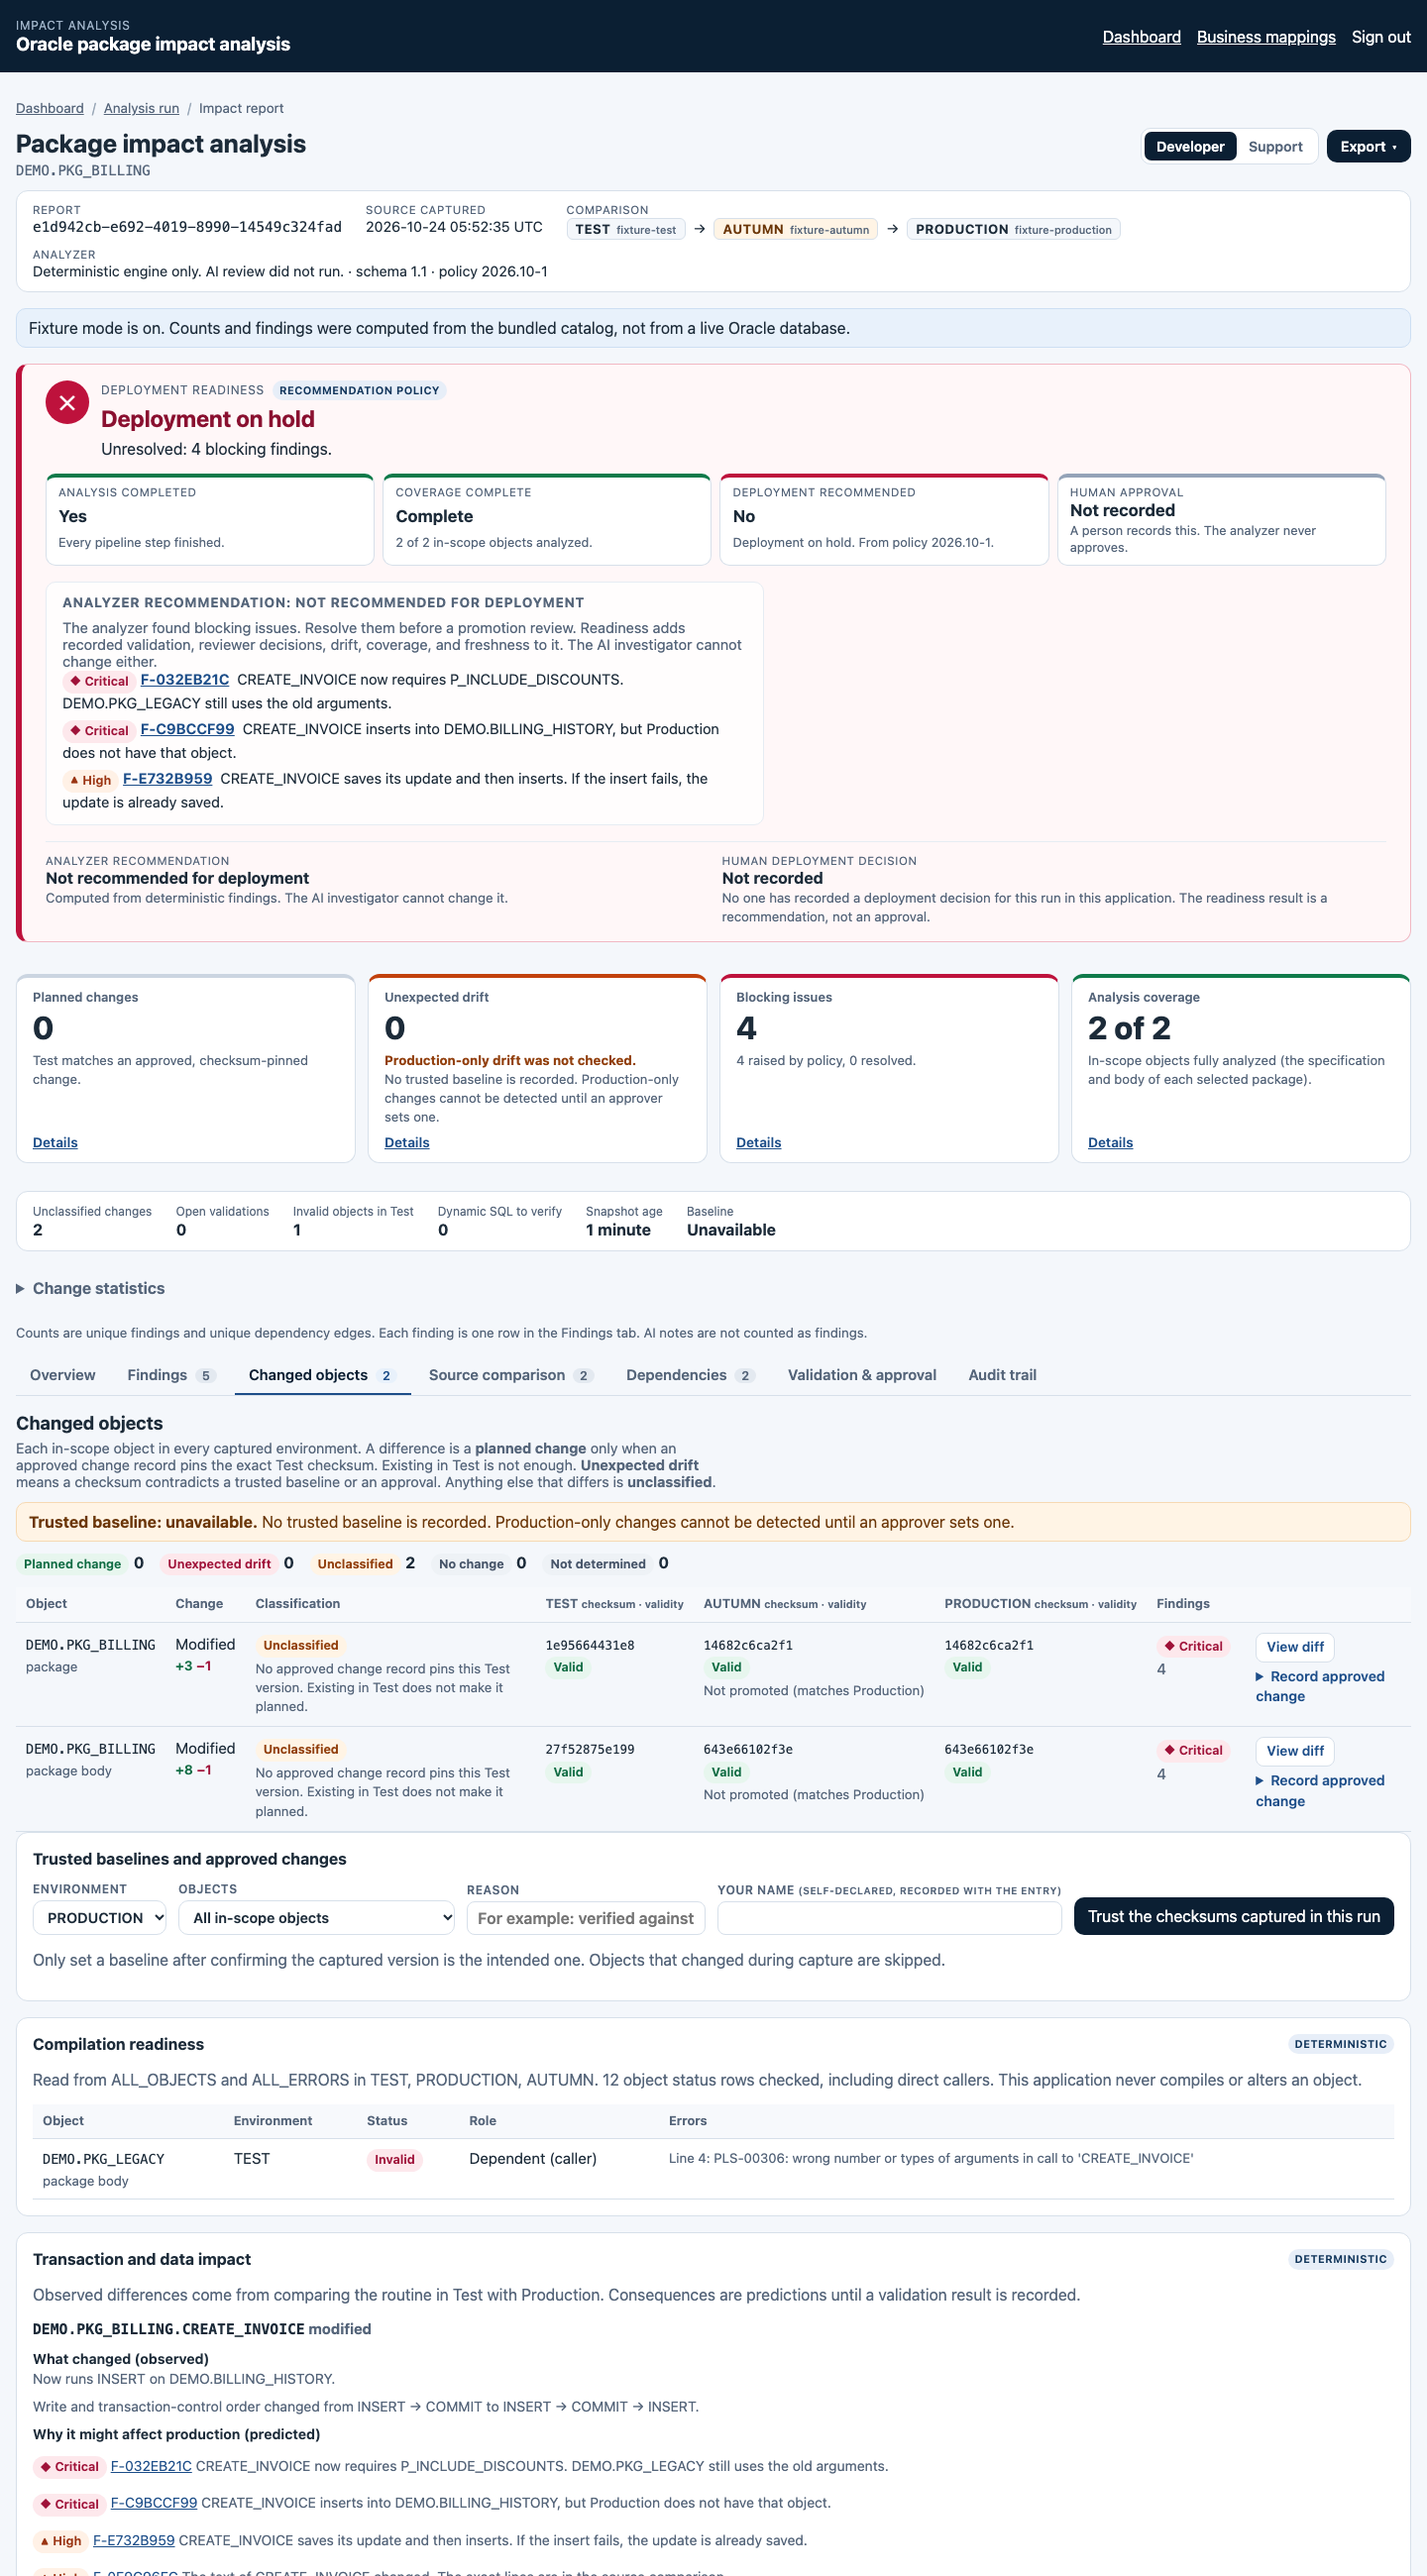 IMPACT ANALYSIS
Oracle package impact analysis
Dashboard Business mappings Sign out
Dashboard / Analysis run / Impact report
Package impact analysis
DEMO.PKG_BILLING
Developer Support Export ▾
REPORT
e1d942cb-e692-4019-8990-14549c324fad
SOURCE CAPTURED
2026-10-24 05:52:35 UTC
COMPARISON
TEST fixture-test → AUTUMN fixture-autumn → PRODUCTION fixture-production
ANALYZER
Deterministic engine only. AI review did not run. · schema 1.1 · policy 2026.10-1
Fixture mode is on. Counts and findings were computed from the bundled catalog, not from a live Oracle database.
DEPLOYMENT READINESS RECOMMENDATION POLICY
Deployment on hold
Unresolved: 4 blocking findings.
ANALYSIS COMPLETED
Yes
Every pipeline step finished.
COVERAGE COMPLETE
Complete
2 of 2 in-scope objects analyzed.
DEPLOYMENT RECOMMENDED
No
Deployment on hold. From policy 2026.10-1.
HUMAN APPROVAL
Not recorded
A person records this. The analyzer never
approves.
ANALYZER RECOMMENDATION: NOT RECOMMENDED FOR DEPLOYMENT
The analyzer found blocking issues. Resolve them before a promotion review. Readiness adds
recorded validation, reviewer decisions, drift, coverage, and freshness to it. The AI investigator cannot
change either.
◆ Critical F-032EB21C CREATE_INVOICE now requires P_INCLUDE_DISCOUNTS.
DEMO.PKG_LEGACY still uses the old arguments.
◆ Critical F-C9BCCF99 CREATE_INVOICE inserts into DEMO.BILLING_HISTORY, but Production
does not have that object.
▲ High F-E732B959 CREATE_INVOICE saves its update and then inserts. If the insert fails, the
update is already saved.
ANALYZER RECOMMENDATION
Not recommended for deployment
Computed from deterministic findings. The AI investigator cannot change it.
HUMAN DEPLOYMENT DECISION
Not recorded
No one has recorded a deployment decision for this run in this application. The readiness result is a
recommendation, not an approval.
Planned changes
0
Test matches an approved, checksum-pinned
change.
Details
Unexpected drift
0
Production-only drift was not checked.
No trusted baseline is recorded. Production-only
changes cannot be detected until an approver
sets one.
Details
Blocking issues
4
4 raised by policy, 0 resolved.
Details
Analysis coverage
2 of 2
In-scope objects fully analyzed (the specification
and body of each selected package).
Details
Unclassified changes
2
Open validations
0
Invalid objects in Test
1
Dynamic SQL to verify
0
Snapshot age
1 minute
Baseline
Unavailable
▶ Change statistics
Counts are unique findings and unique dependency edges. Each finding is one row in the Findings tab. AI notes are not counted as findings.
Overview Findings 5 Changed objects 2 Source comparison 2 Dependencies 2 Validation & approval Audit trail
Changed objects
Each in-scope object in every captured environment. A difference is a planned change only when an
approved change record pins the exact Test checksum. Existing in Test is not enough. Unexpected drift
means a checksum contradicts a trusted baseline or an approval. Anything else that differs is unclassified.
Trusted baseline: unavailable. No trusted baseline is recorded. Production-only changes cannot be detected until an approver sets one.
Planned change 0 Unexpected drift 0 Unclassified 2 No change 0 Not determined 0
Object Change Classification TEST checksum · validity AUTUMN checksum · validity PRODUCTION checksum · validity Findings
DEMO.PKG_BILLING
package
Modified
+3 −1
Unclassified
No approved change record pins this Test
version. Existing in Test does not make it
planned.
1e95664431e8
Valid
14682c6ca2f1
Valid
Not promoted (matches Production)
14682c6ca2f1
Valid
◆ Critical
4
View diff
▶ Record approved
change
DEMO.PKG_BILLING
package body
Modified
+8 −1
Unclassified
No approved change record pins this Test
version. Existing in Test does not make it
planned.
27f52875e199
Valid
643e66102f3e
Valid
Not promoted (matches Production)
643e66102f3e
Valid
◆ Critical
4
View diff
▶ Record approved
change
Trusted baselines and approved changes
ENVIRONMENT
PRODUCTION
OBJECTS
All in-scope objects
REASON
For example: verified against
YOUR NAME (SELF-DECLARED, RECORDED WITH THE ENTRY)
Trust the checksums captured in this run
Only set a baseline after confirming the captured version is the intended one. Objects that changed during capture are skipped.
Compilation readiness DETERMINISTIC
Read from ALL_OBJECTS and ALL_ERRORS in TEST, PRODUCTION, AUTUMN. 12 object status rows checked, including direct callers. This application never compiles or alters an object.
Object Environment Status Role Errors
DEMO.PKG_LEGACY
package body
TEST
Invalid
Dependent (caller)
Line 4: PLS-00306: wrong number or types of arguments in call to 'CREATE_INVOICE'
Transaction and data impact DETERMINISTIC
Observed differences come from comparing the routine in Test with Production. Consequences are predictions until a validation result is recorded.
DEMO.PKG_BILLING.CREATE_INVOICE modified
What changed (observed)
Now runs INSERT on DEMO.BILLING_HISTORY.
Write and transaction-control order changed from INSERT → COMMIT to INSERT → COMMIT → INSERT.
Why it might affect production (predicted)
◆ Critical F-032EB21C CREATE_INVOICE now requires P_INCLUDE_DISCOUNTS. DEMO.PKG_LEGACY still uses the old arguments.
◆ Critical F-C9BCCF99 CREATE_INVOICE inserts into DEMO.BILLING_HISTORY, but Production does not have that object.
▲ High F-E732B959 CREATE_INVOICE saves its update and then inserts. If the insert fails, the update is already saved.